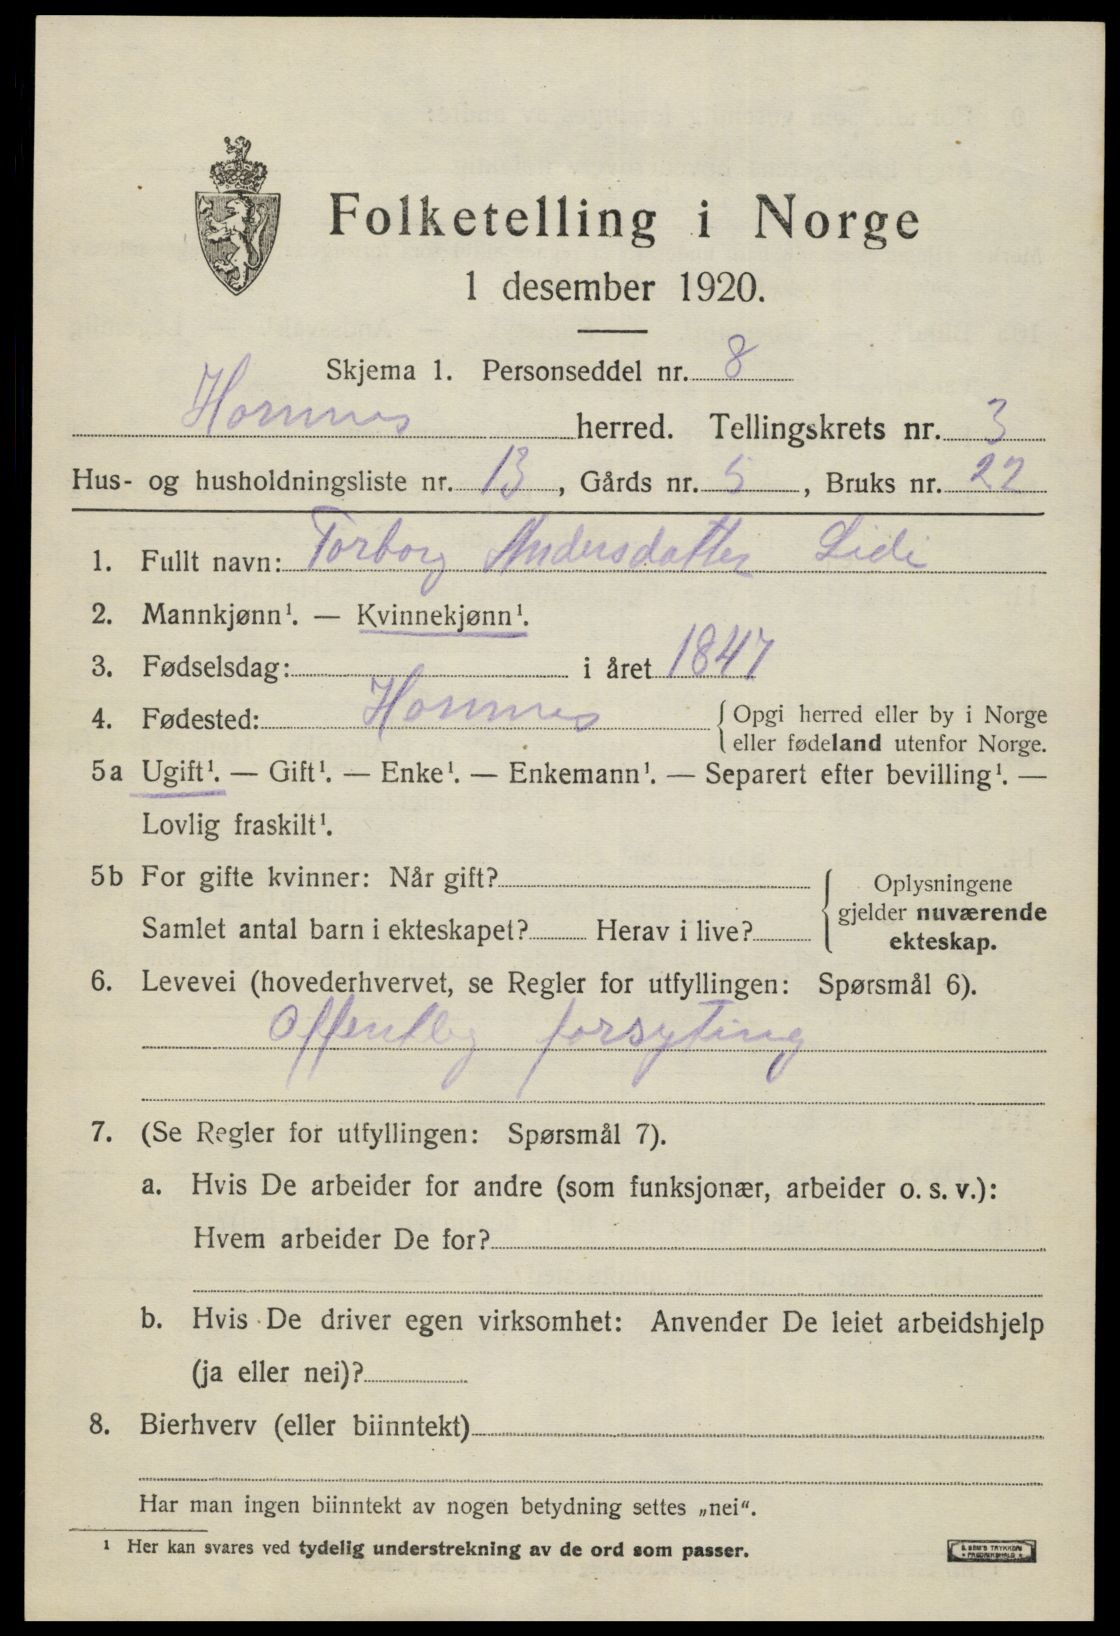 Folketelling i Norge
1 desember 1920.
Skjema 1. Personseddel nr. 8
Hornnes herred. Tellingskrets nr. 3
Hus- og husholdningsliste nr. 13, Gårds nr. 5, Bruks nr. 22
1. Fullt navn: Torborg Andersdatter Lidi
2. Mannkjønn¹. — Kvinnekjønn¹.
3. Fødselsdag: i året 1847
4. Fødested: Hornnes { Opgi herred eller by i Norge
eller fødeland utenfor Norge.
5a Ugift¹. — Gift¹. — Enke¹. — Enkemann¹. — Separert efter bevilling¹. —
Lovlig fraskilt¹.
5b For gifte kvinner: Når gift?
Samlet antal barn i ekteskapet? Herav i live?
{ Oplysningene
gjelder nuværende
ekteskap.
6. Levevei (hovederhvervet, se Regler for utfyllingen: Spørsmål 6).
Offentlig forsyting
7. (Se Regler for utfyllingen: Spørsmål 7).
a. Hvis De arbeider for andre (som funksjonær, arbeider o. s. v.):
Hvem arbeider De for?
b. Hvis De driver egen virksomhet: Anvender De leiet arbeidshjelp
(ja eller nei)?
8. Bierhverv (eller biinntekt)
Har man ingen biinntekt av nogen betydning settes „nei“.
¹ Her kan svares ved tydelig understrekning av de ord som passer.